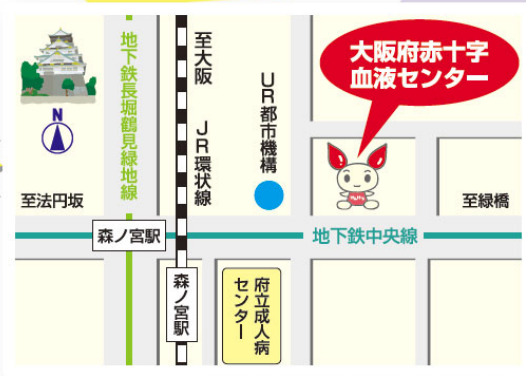 大阪府赤十字
血液センター
地下鉄長堀鶴見緑地線
至大阪
JR環状線
UR都市機構
N
至法円坂
至緑橋
森ノ宮駅
地下鉄中央線
森ノ宮駅
府立成人病
センター